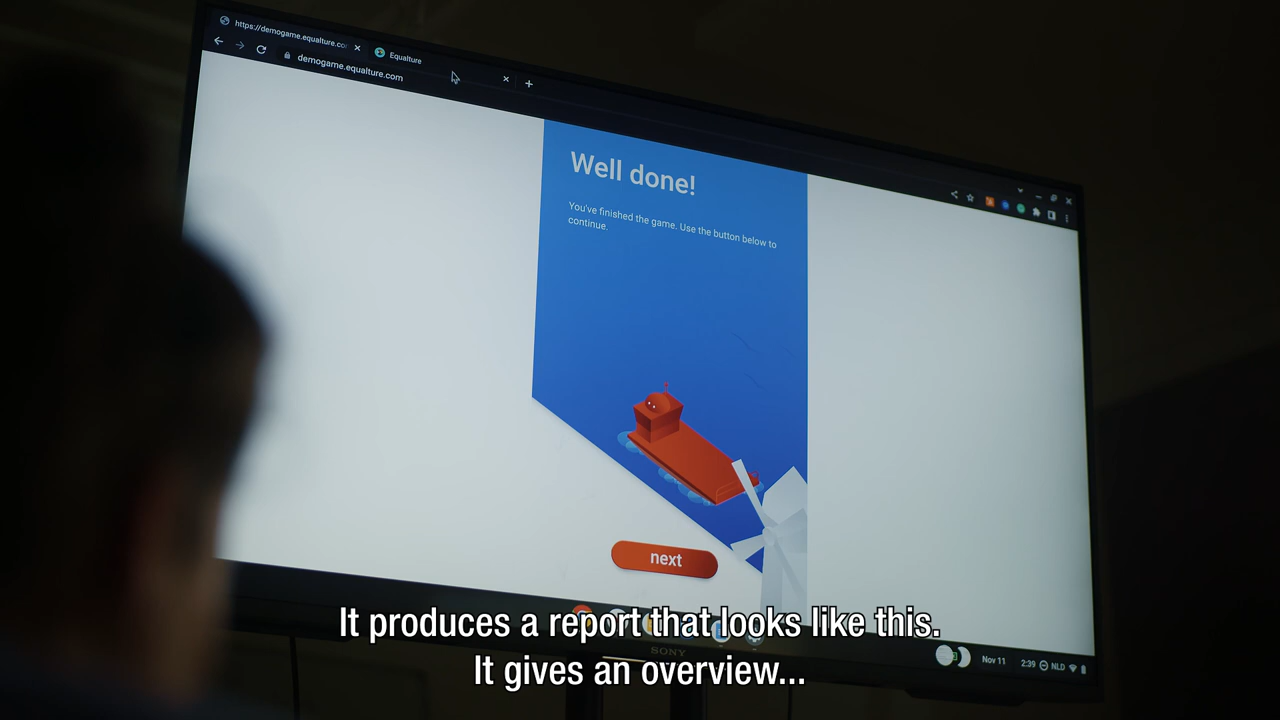 https://demogame.equalture.co
Equalture
demogame.equalture.com
Well done!
You've finished the game. Use the button below to
continue.
next
It produces a report that looks like this.
It gives an overview...
SONY
Nov 11
2:39
NLD